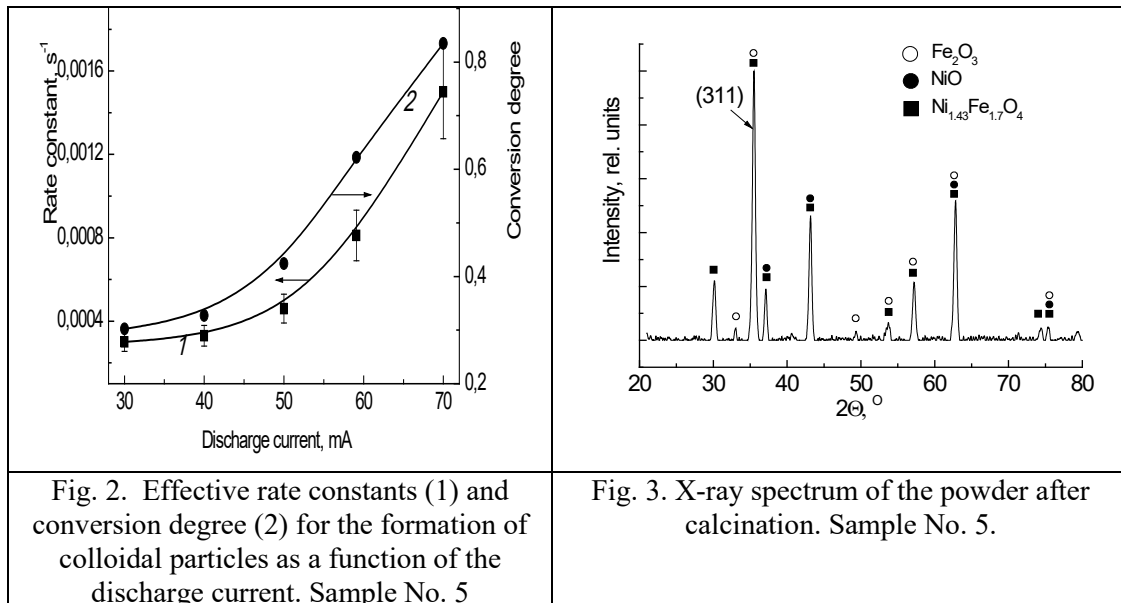 0,0016
0,0012
0,0008
0,0004
Rate constant, s⁻¹
0,8
0,6
0,4
0,2
Conversion degree
2
1
30 40 50 60 70
Discharge current, mA
Fe₂O₃
NiO
Ni₁.₄₃Fe₁.₇O₄
(311)
Intensity, rel. units
20 30 40 50 60 70 80
2Θ, °
Fig. 2. Effective rate constants (1) and
conversion degree (2) for the formation of
colloidal particles as a function of the
discharge current. Sample No. 5
Fig. 3. X-ray spectrum of the powder after
calcination. Sample No. 5.